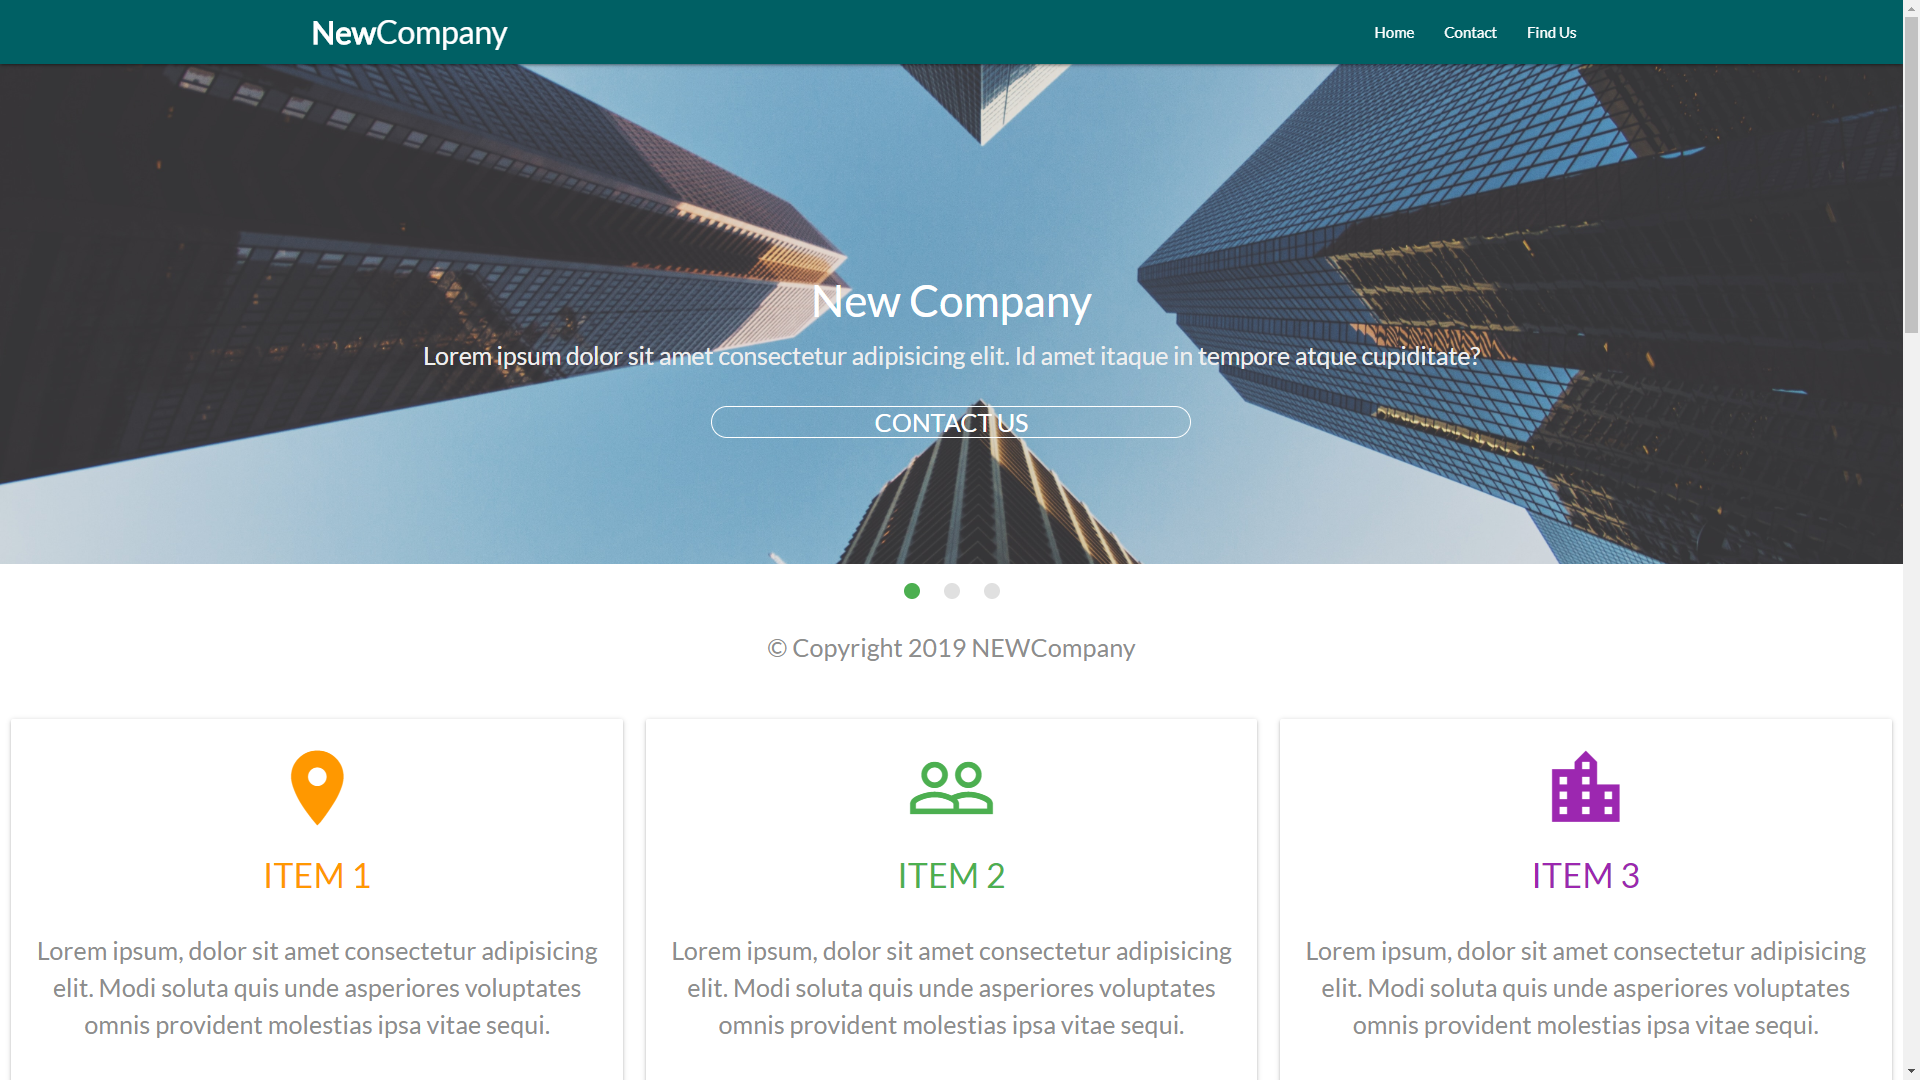 NewCompany
Home Contact Find Us
New Company
Lorem ipsum dolor sit amet consectetur adipisicing elit. Id amet itaque in tempore atque cupiditate?
CONTACT US
© Copyright 2019 NEWCompany
ITEM 1
Lorem ipsum, dolor sit amet consectetur adipisicing
elit. Modi soluta quis unde asperiores voluptates
omnis provident molestias ipsa vitae sequi.
ITEM 2
Lorem ipsum, dolor sit amet consectetur adipisicing
elit. Modi soluta quis unde asperiores voluptates
omnis provident molestias ipsa vitae sequi.
ITEM 3
Lorem ipsum, dolor sit amet consectetur adipisicing
elit. Modi soluta quis unde asperiores voluptates
omnis provident molestias ipsa vitae sequi.